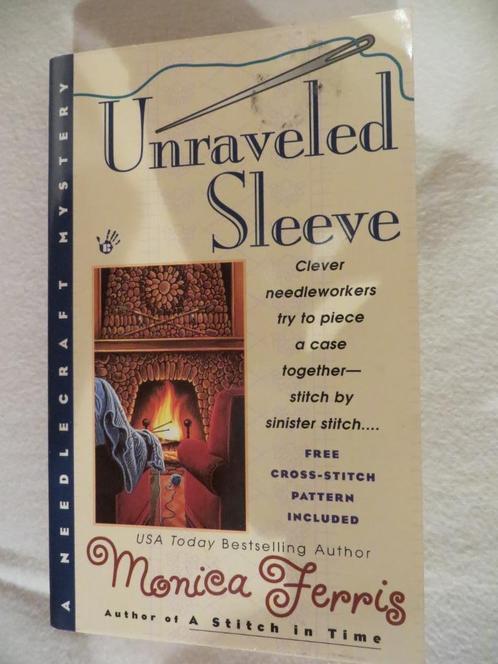 A NEEDLECRAFT MYSTERY
Unraveled
Sleeve
Clever
needleworkers
try to piece
a case
together—
stitch by
sinister stitch....
FREE
CROSS-STITCH
PATTERN
INCLUDED
USA Today Bestselling Author
Monica Ferris
Author of A Stitch in Time